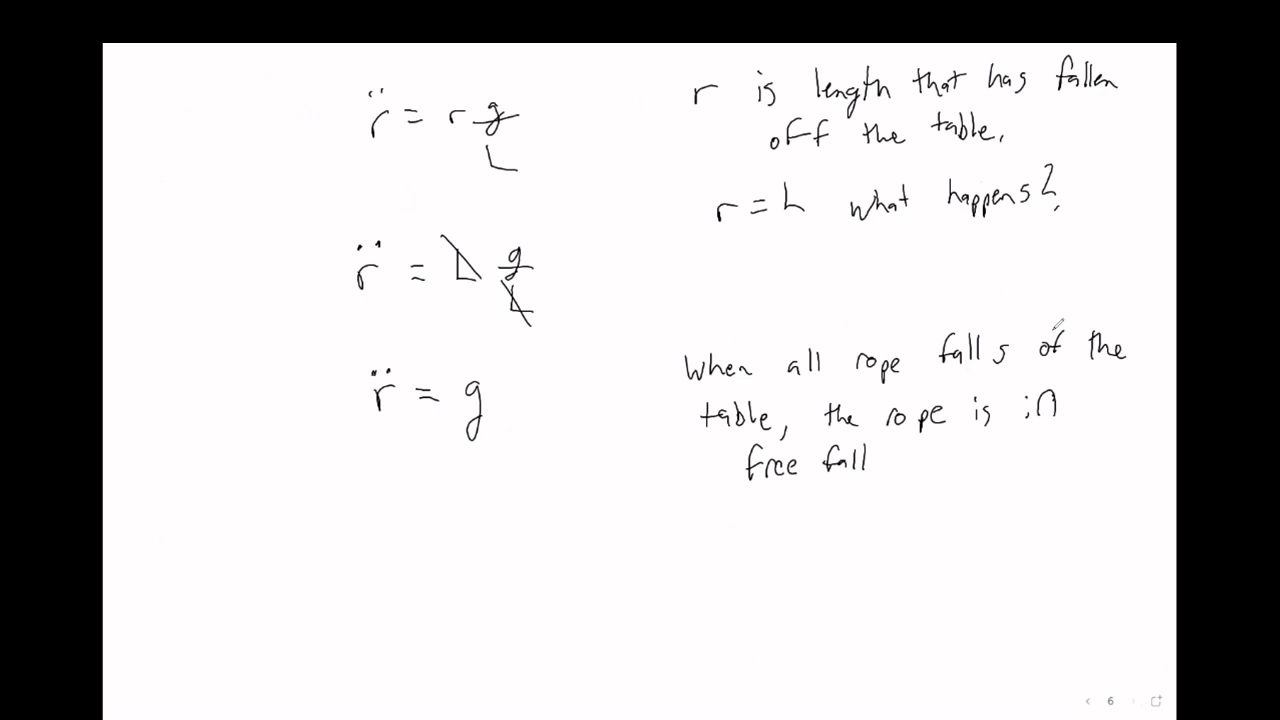 r̈ = r g/L
r is length that has fallen
off the table.
r = L what happens?
r̈ = L g/L
r̈ = g
When all rope falls of the
table, the rope is in
free fall
6